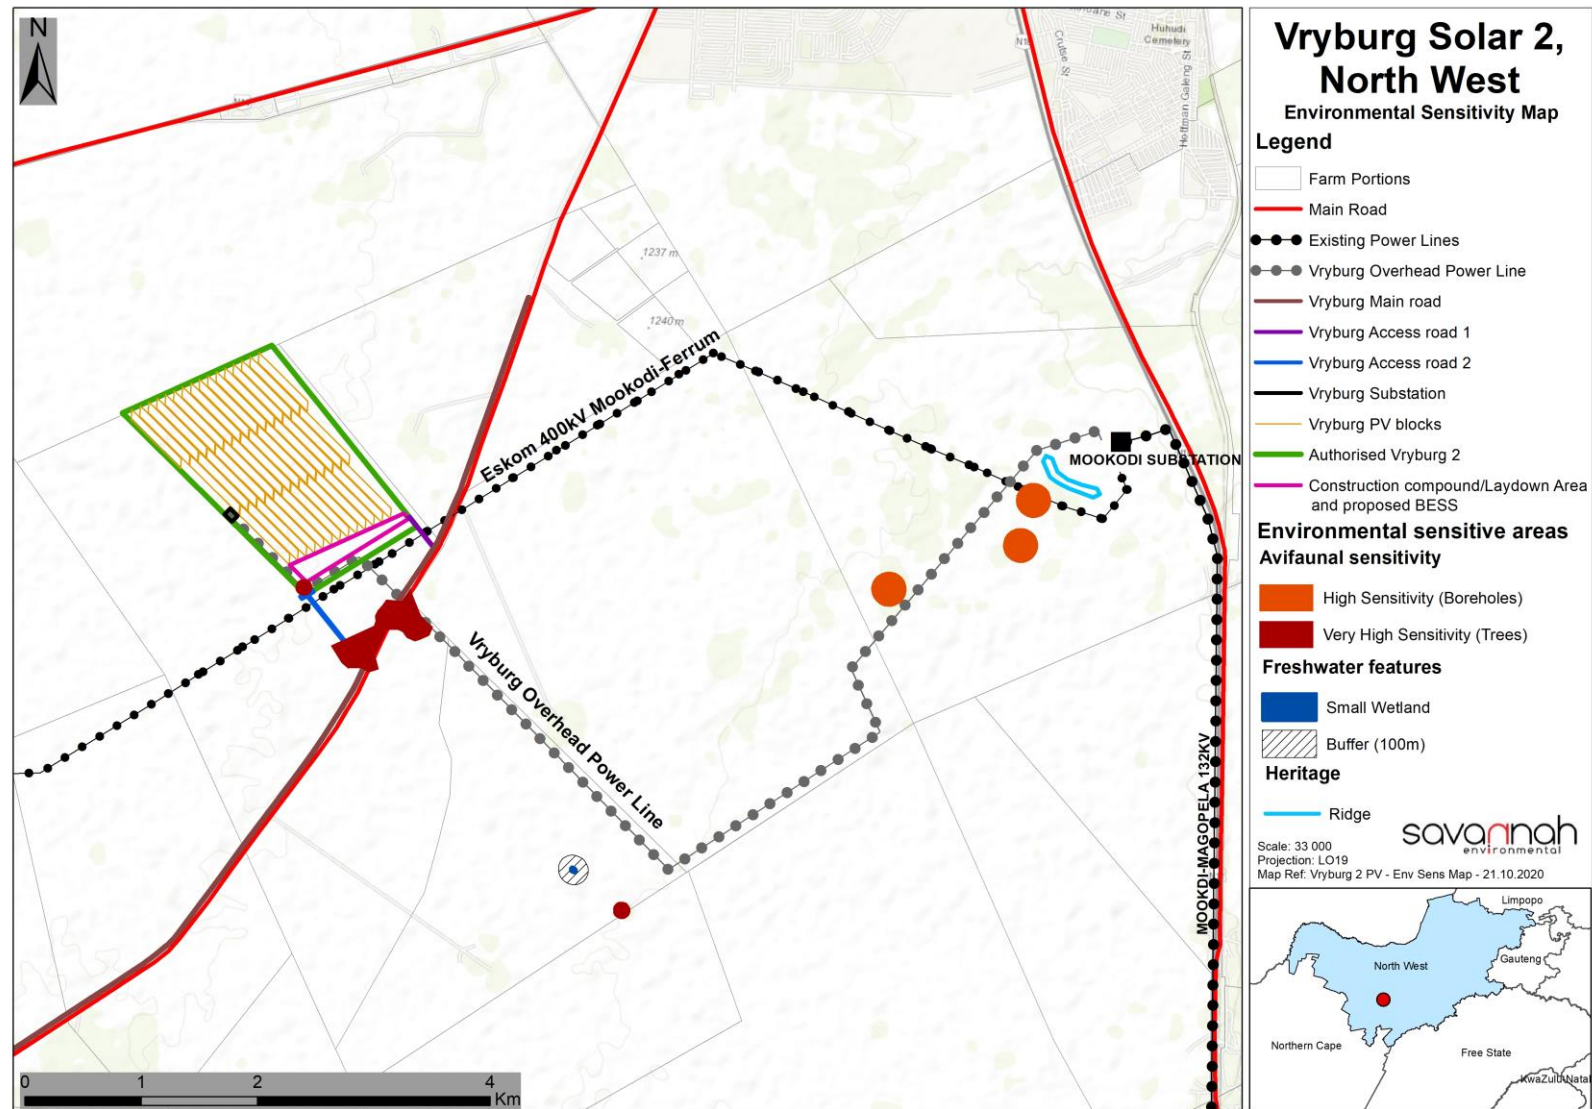 N
N18
Crutse St
Huhudi
Cemetery
Hoffman Galeng St
1237 m
1240 m
Eskom 400kV Mookodi-Ferrum
MOOKODI SUBSTATION
Vryburg Overhead Power Line
MOOKDI-MAGOPELA 132KV
0 1 2 4
Km
Vryburg Solar 2,
North West
Environmental Sensitivity Map
Legend
Farm Portions
Main Road
Existing Power Lines
Vryburg Overhead Power Line
Vryburg Main road
Vryburg Access road 1
Vryburg Access road 2
Vryburg Substation
Vryburg PV blocks
Authorised Vryburg 2
Construction compound/Laydown Area
and proposed BESS
Environmental sensitive areas
Avifaunal sensitivity
High Sensitivity (Boreholes)
Very High Sensitivity (Trees)
Freshwater features
Small Wetland
Buffer (100m)
Heritage
Ridge
savannah
environmental
Scale: 33 000
Projection: LO19
Map Ref: Vryburg 2 PV - Env Sens Map - 21.10.2020
Limpopo
North West
Gauteng
Northern Cape
Free State
KwaZulu-Natal